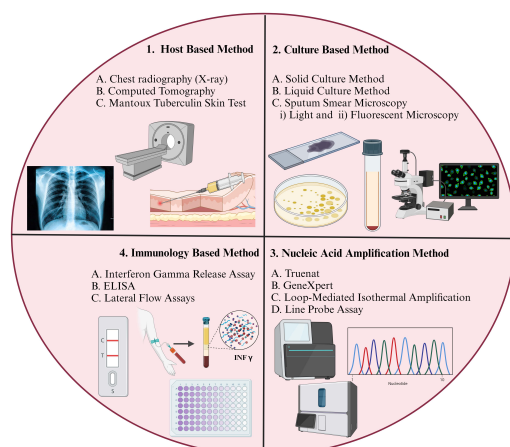 1. Host Based Method
A. Chest radiography (X-ray)
B. Computed Tomography
C. Mantoux Tuberculin Skin Test
2. Culture Based Method
A. Solid Culture Method
B. Liquid Culture Method
C. Sputum Smear Microscopy
i) Light and ii) Fluorescent Microscopy
4. Immunology Based Method
A. Interferon Gamma Release Assay
B. ELISA
C. Lateral Flow Assays
C
T
S
INF γ
3. Nucleic Acid Amplification Method
A. Truenat
B. GeneXpert
C. Loop-Mediated Isothermal Amplification
D. Line Probe Assay
1
10
Nucleotide